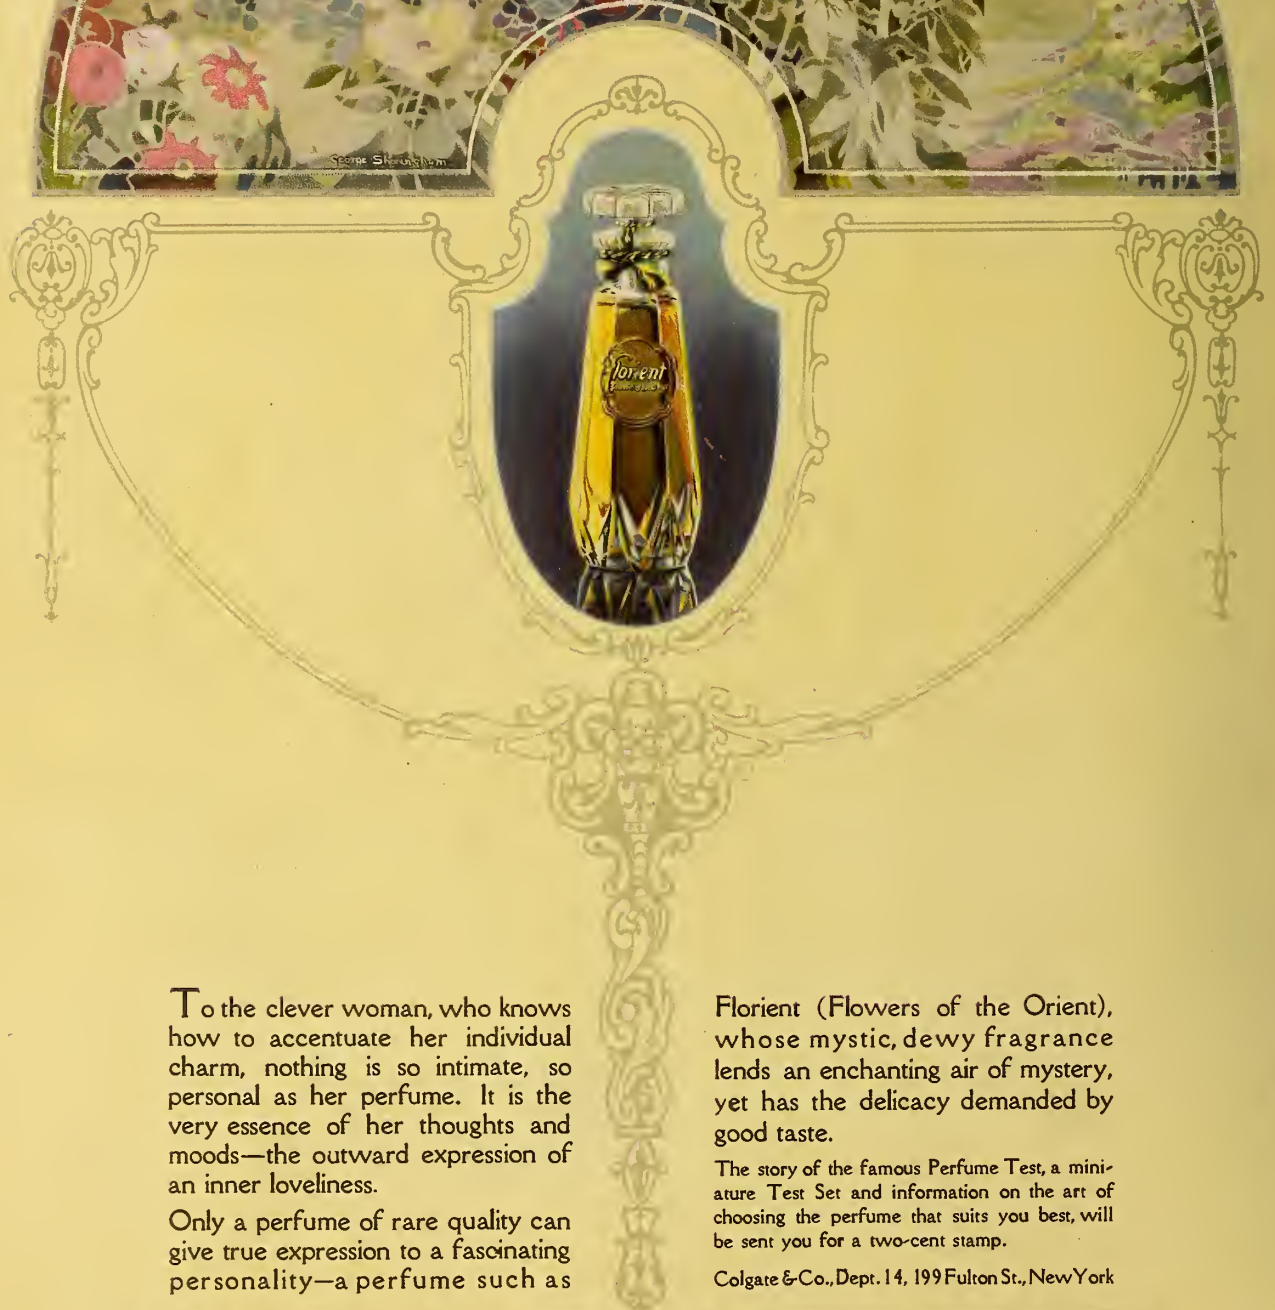 George Sheringham
Florient
To the clever woman, who knows
how to accentuate her individual
charm, nothing is so intimate, so
personal as her perfume. It is the
very essence of her thoughts and
moods—the outward expression of
an inner loveliness.
Only a perfume of rare quality can
give true expression to a fascinating
personality—a perfume such as
Florient (Flowers of the Orient),
whose mystic, dewy fragrance
lends an enchanting air of mystery,
yet has the delicacy demanded by
good taste.
The story of the famous Perfume Test, a mini-
ature Test Set and information on the art of
choosing the perfume that suits you best, will
be sent you for a two-cent stamp.
Colgate & Co., Dept. 14, 199 Fulton St., New York